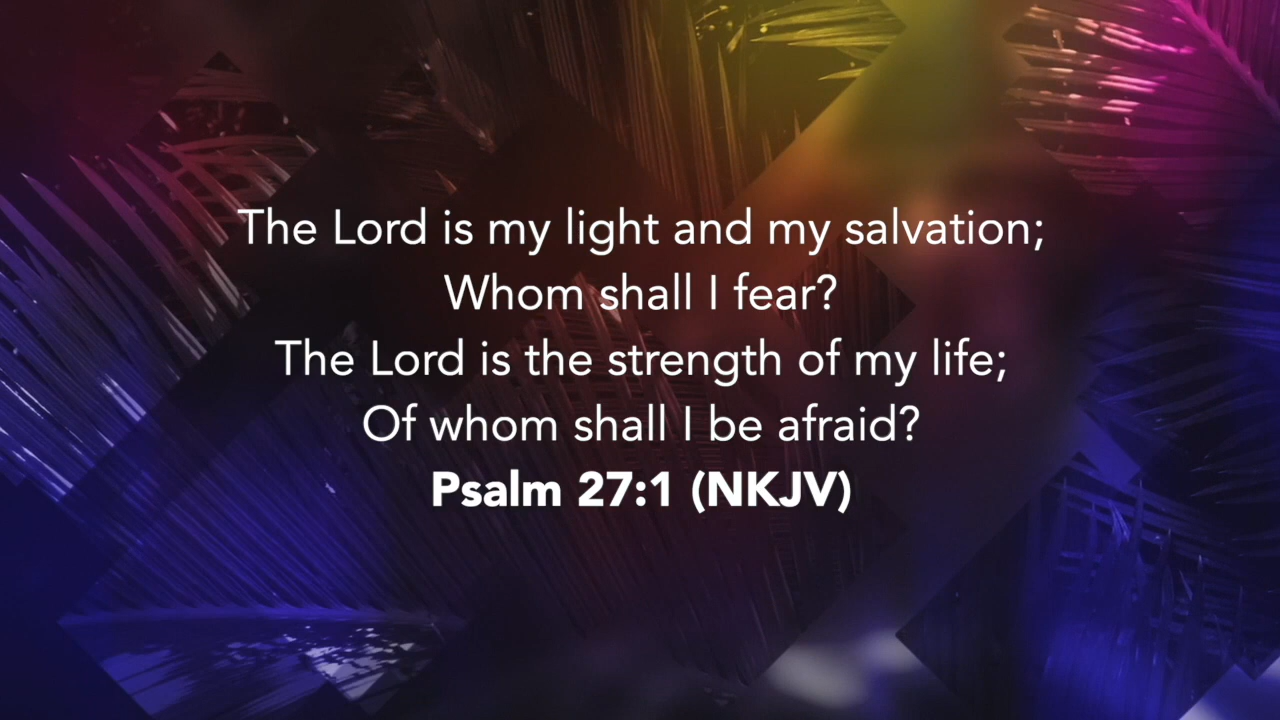 The Lord is my light and my salvation;
Whom shall I fear?
The Lord is the strength of my life;
Of whom shall I be afraid?
Psalm 27:1 (NKJV)